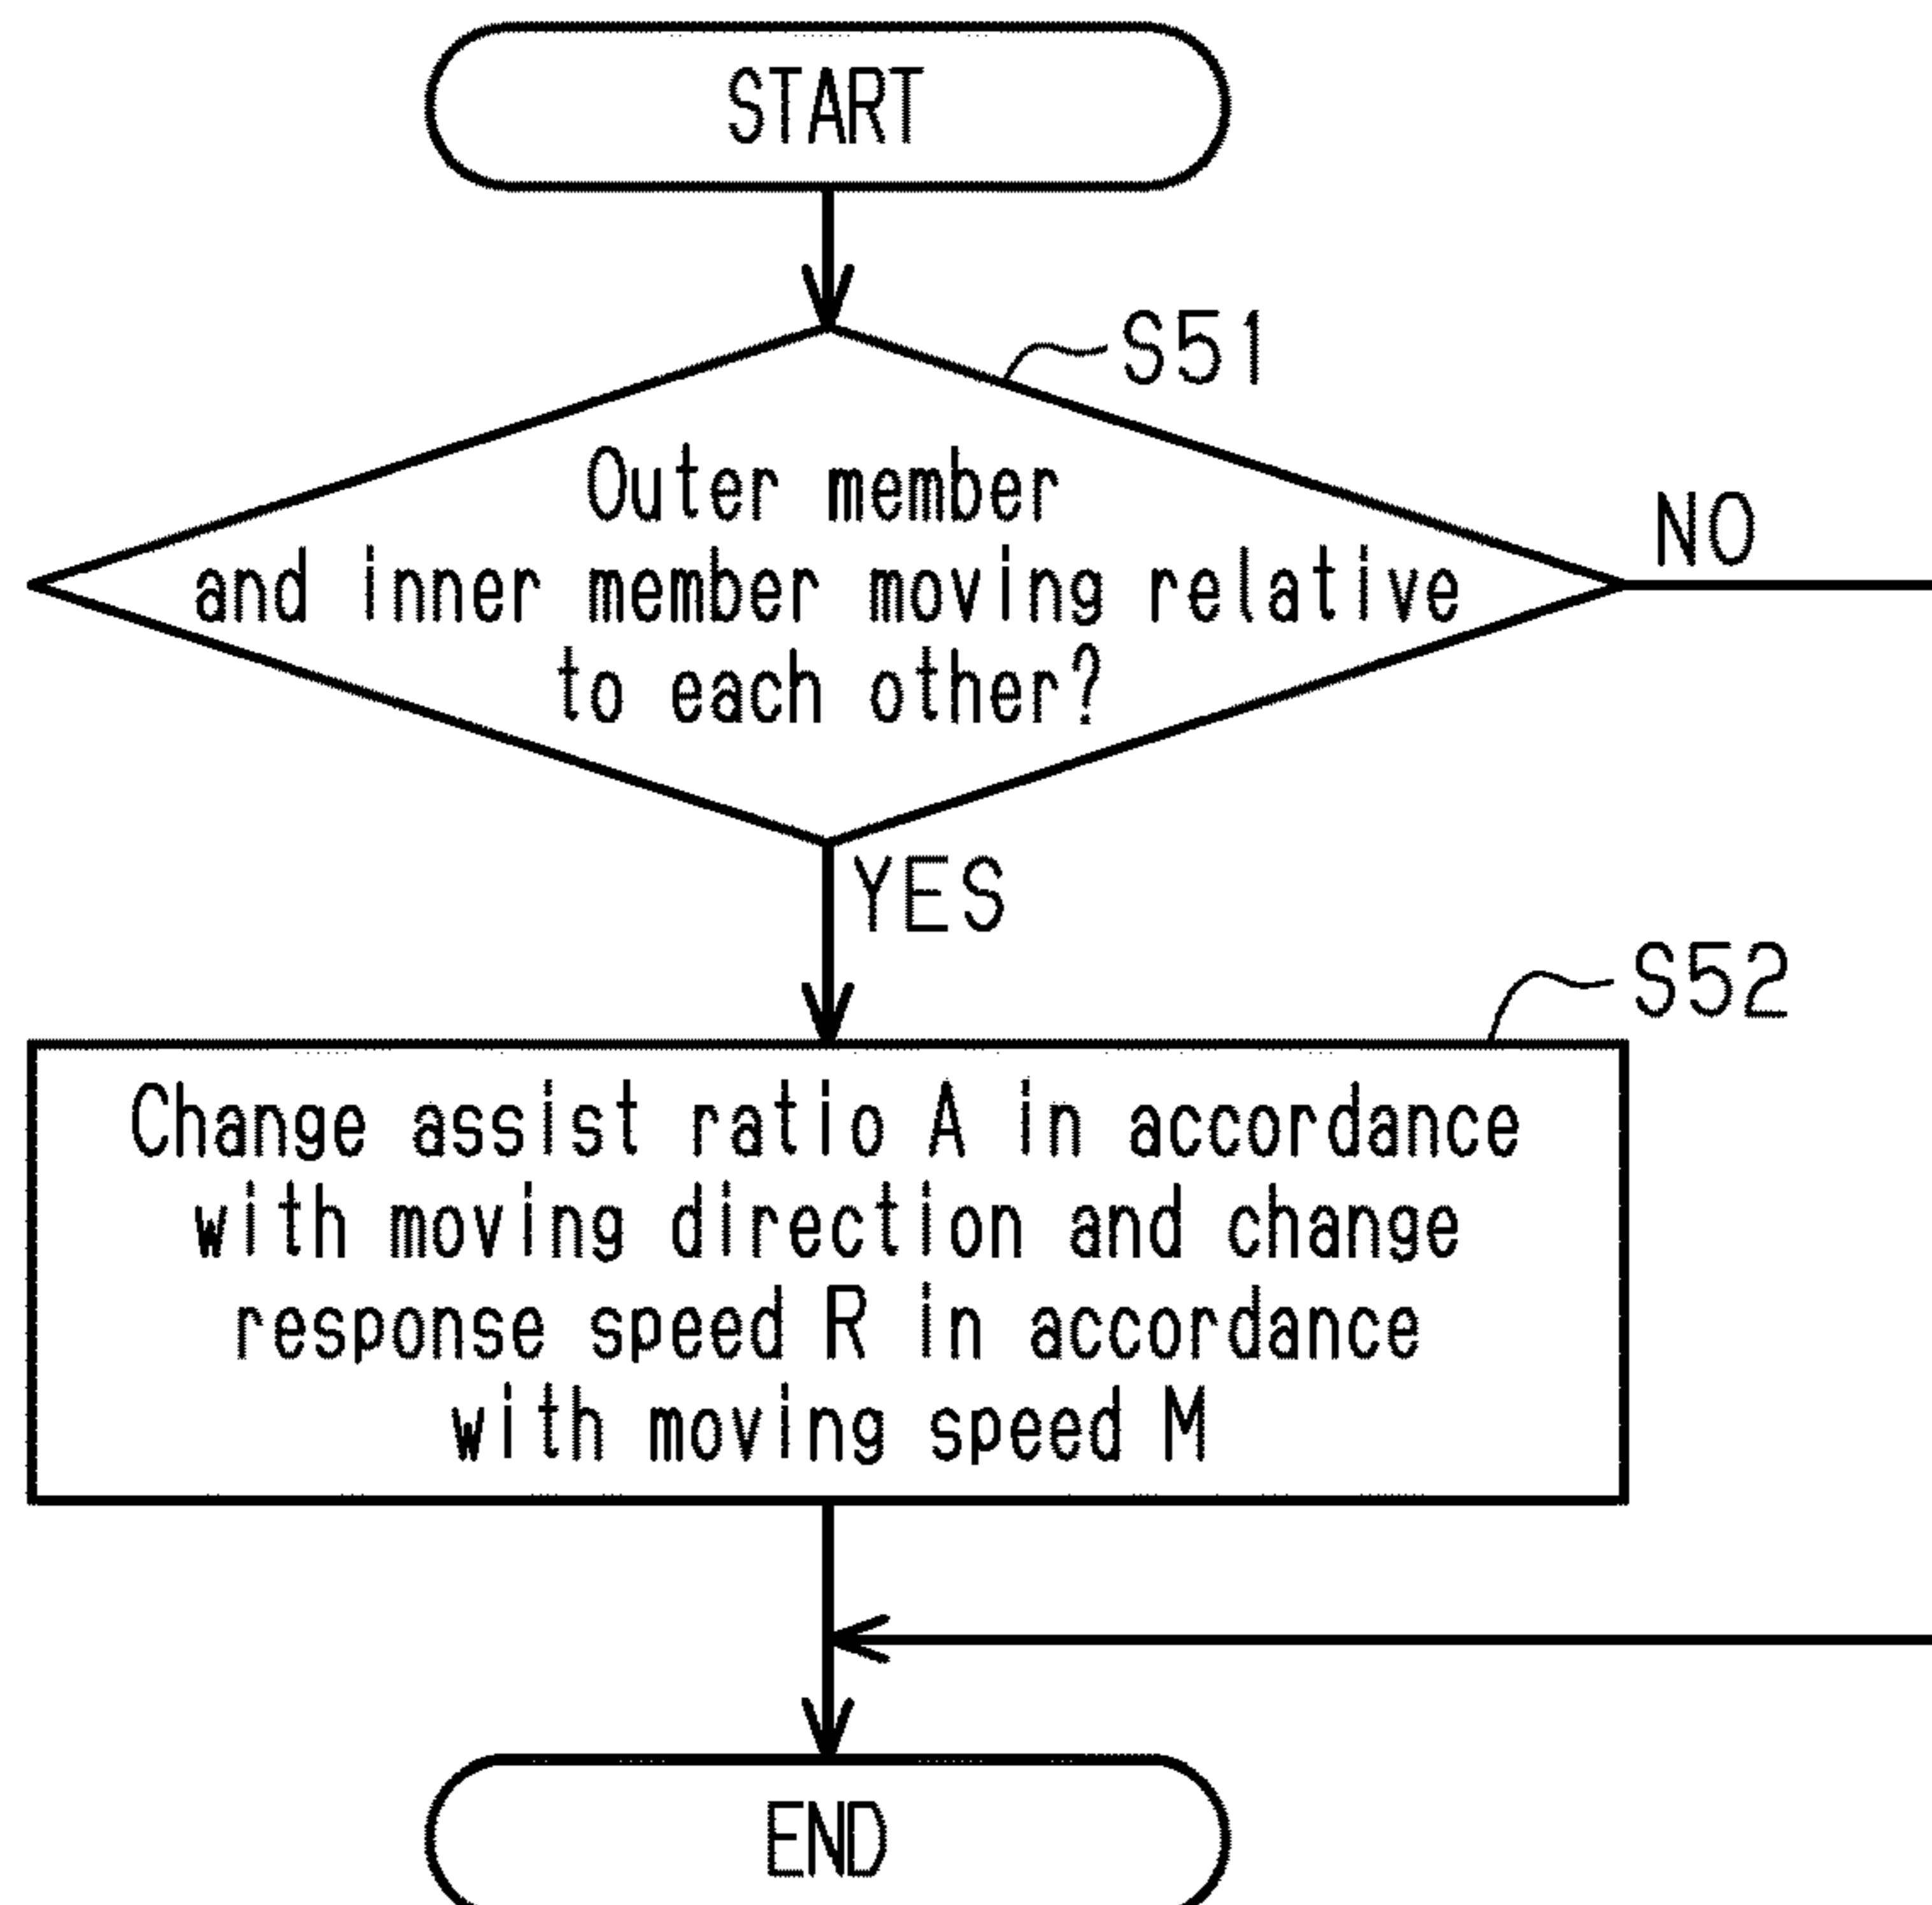 START
S51
Outer member
and inner member moving relative
to each other?
NO
YES
S52
Change assist ratio A in accordance
with moving direction and change
response speed R in accordance
with moving speed M
END